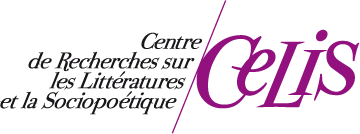 Centre
de Recherches sur
les Littératures
et la Sociopoétique
CELIS